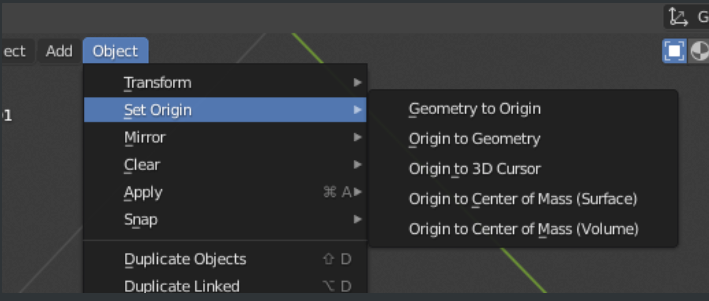 G
ect Add Object
Transform
Set Origin
Mirror
Clear
Apply ⌘ A
Snap
Duplicate Objects ⇧ D
Duplicate Linked ⌥ D
Geometry to Origin
Origin to Geometry
Origin to 3D Cursor
Origin to Center of Mass (Surface)
Origin to Center of Mass (Volume)
1